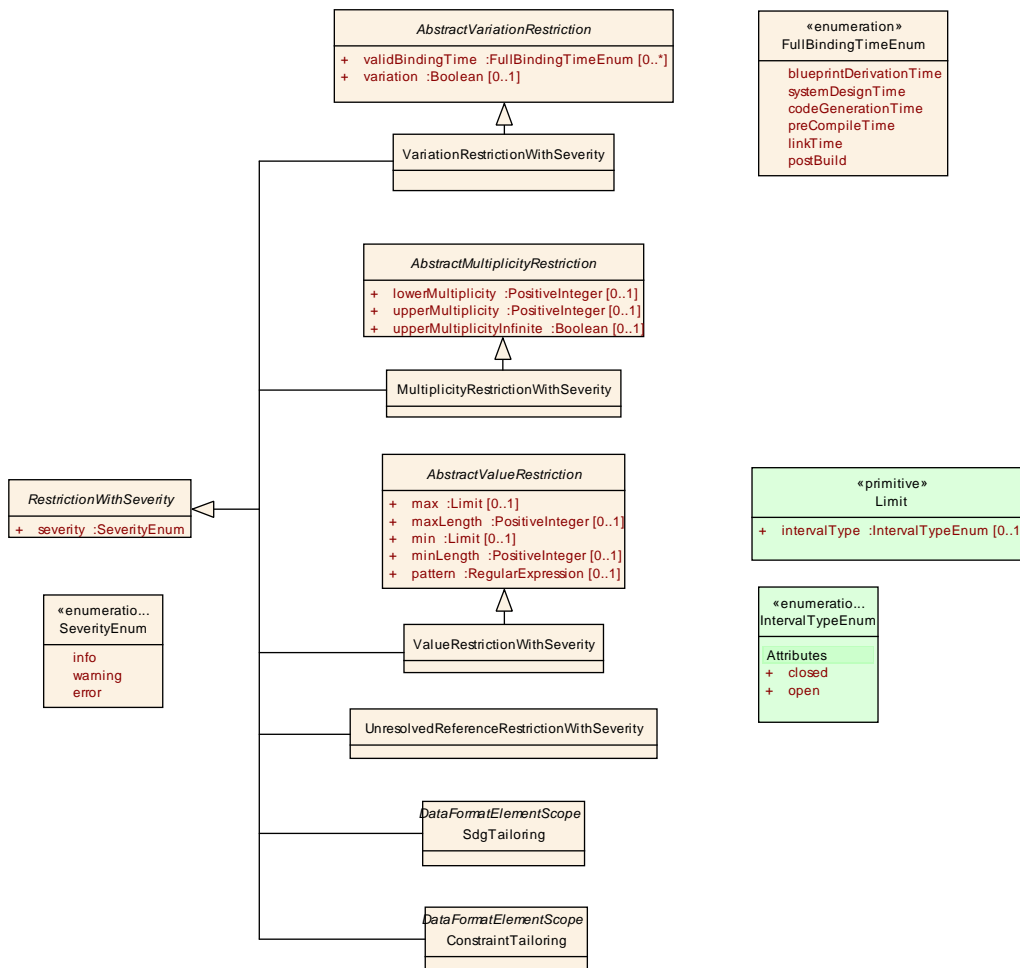 AbstractVariationRestriction
+ validBindingTime :FullBindingTimeEnum [0..*]
+ variation :Boolean [0..1]
«enumeration»
FullBindingTimeEnum
blueprintDerivationTime
systemDesignTime
codeGenerationTime
preCompileTime
linkTime
postBuild
VariationRestrictionWithSeverity
AbstractMultiplicityRestriction
+ lowerMultiplicity :PositiveInteger [0..1]
+ upperMultiplicity :PositiveInteger [0..1]
+ upperMultiplicityInfinite :Boolean [0..1]
MultiplicityRestrictionWithSeverity
RestrictionWithSeverity
+ severity :SeverityEnum
AbstractValueRestriction
+ max :Limit [0..1]
+ maxLength :PositiveInteger [0..1]
+ min :Limit [0..1]
+ minLength :PositiveInteger [0..1]
+ pattern :RegularExpression [0..1]
«primitive»
Limit
+ intervalType :IntervalTypeEnum [0..1
«enumeratio...
SeverityEnum
info
warning
error
«enumeratio...
IntervalTypeEnum
Attributes
+ closed
+ open
ValueRestrictionWithSeverity
UnresolvedReferenceRestrictionWithSeverity
DataFormatElementScope
SdgTailoring
DataFormatElementScope
ConstraintTailoring